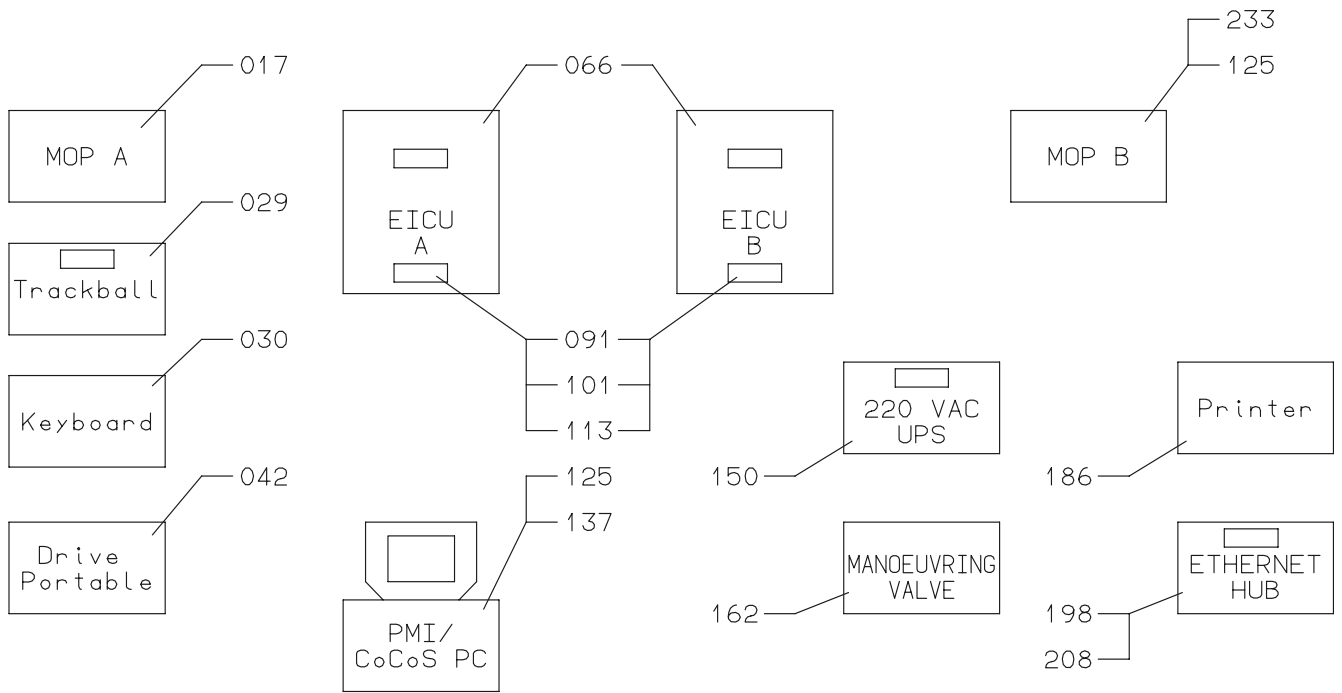 233
017
066
125
MOP A
MOP B
029
EICU
A
EICU
B
Trackball
030
091
101
113
Keyboard
220 VAC
UPS
Printer
042
125
150
186
137
Drive
Portable
MANOEUVRING
VALVE
ETHERNET
HUB
162
198
PMI/
CoCoS PC
208